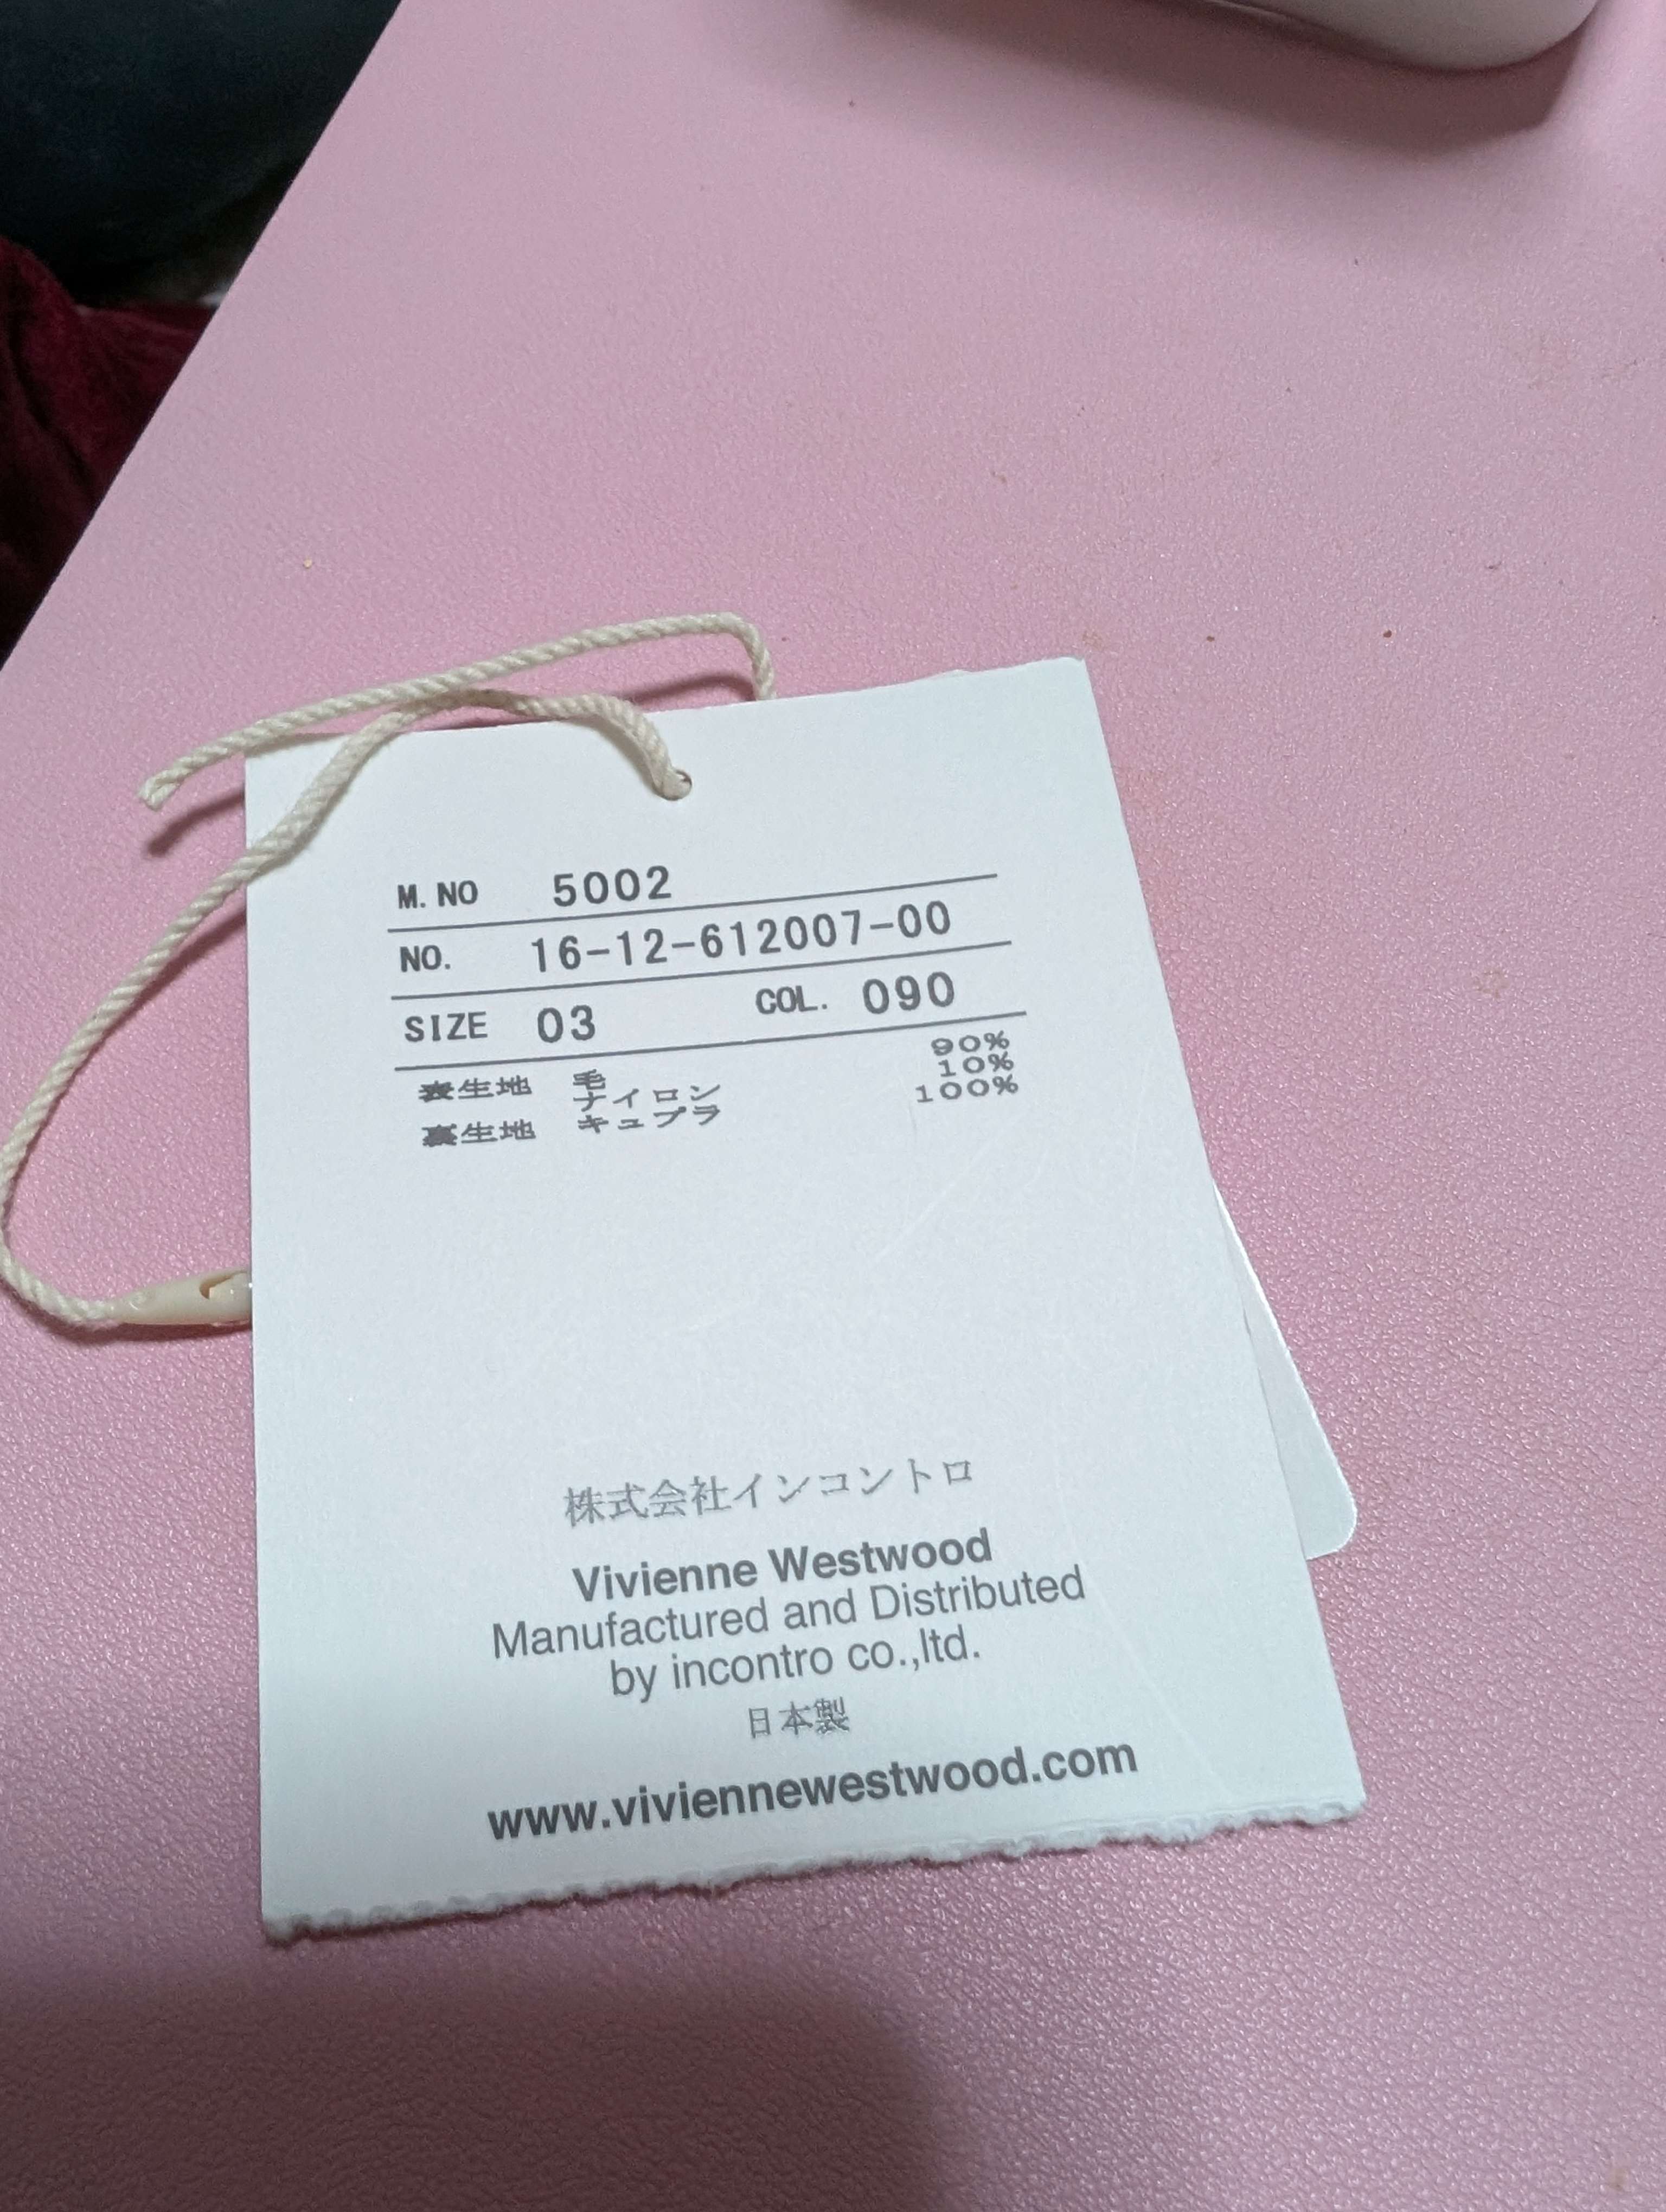 M. NO 5002
NO. 16-12-612007-00
SIZE 03 COL. 090
表生地 毛 90%
ナイロン 10%
裏生地 キュプラ 100%
株式会社インコントロ
Vivienne Westwood
Manufactured and Distributed
by incontro co.,ltd.
日本製
www.viviennewestwood.com